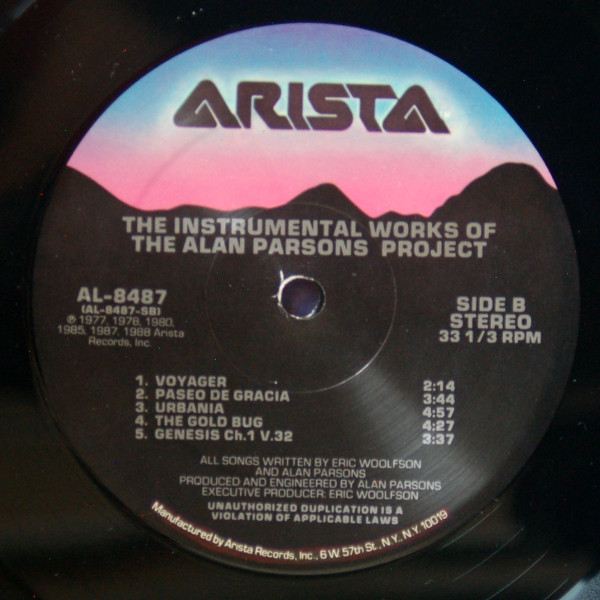 ARISTA
THE INSTRUMENTAL WORKS OF
THE ALAN PARSONS PROJECT
AL-8487
(AL-8487-SB)
℗ 1977, 1978, 1980,
1985, 1987, 1988 Arista
Records, Inc.
SIDE B
STEREO
33 1/3 RPM
1. VOYAGER 2:14
2. PASEO DE GRACIA 3:44
3. URBANIA 4:57
4. THE GOLD BUG 4:27
5. GENESIS Ch.1 V.32 3:37
ALL SONGS WRITTEN BY ERIC WOOLFSON
AND ALAN PARSONS
PRODUCED AND ENGINEERED BY ALAN PARSONS
EXECUTIVE PRODUCER: ERIC WOOLFSON
UNAUTHORIZED DUPLICATION IS A
VIOLATION OF APPLICABLE LAWS
Manufactured by Arista Records, Inc., 6 W. 57th St., N.Y., N.Y. 10019